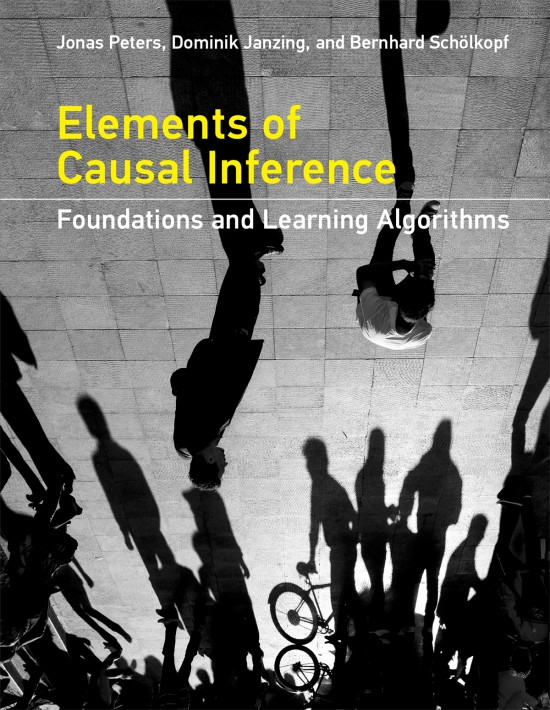 Jonas Peters, Dominik Janzing, and Bernhard Schölkopf
Elements of
Causal Inference
Foundations and Learning Algorithms